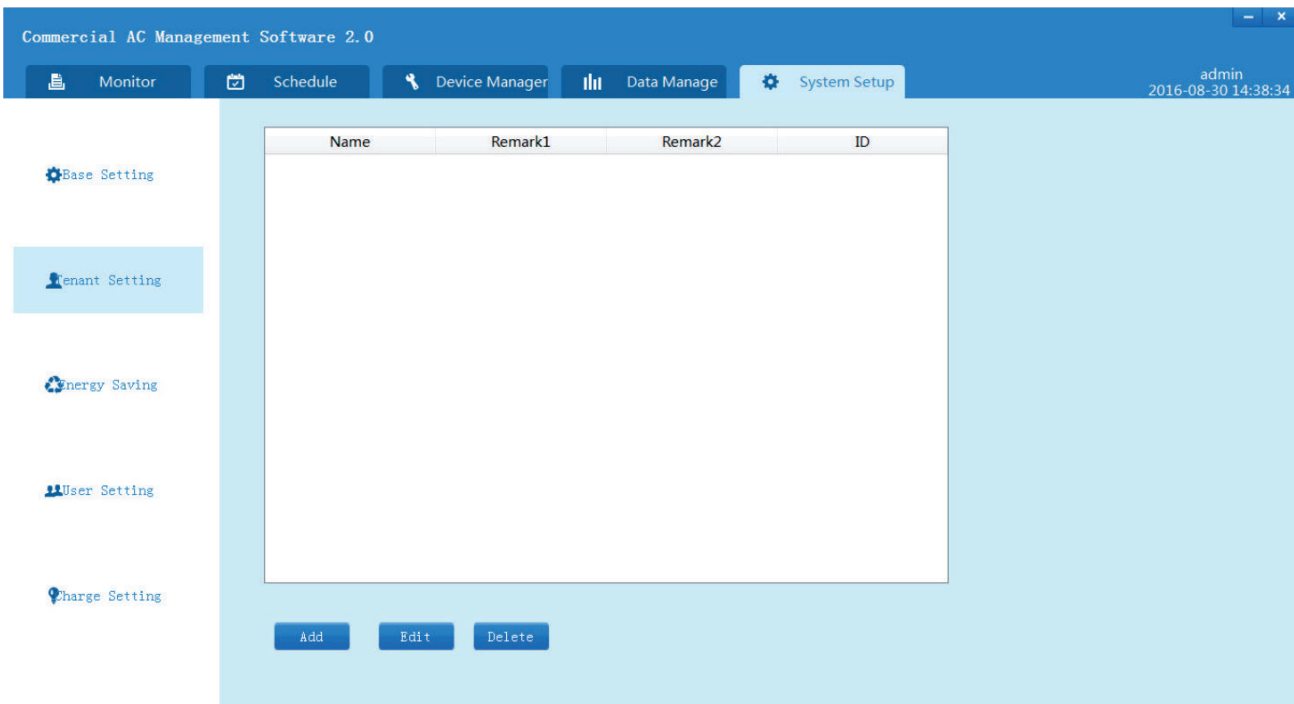 Commercial AC Management Software 2.0
Monitor Schedule Device Manager Data Manage System Setup
admin
2016-08-30 14:38:34
Name Remark1 Remark2 ID
Base Setting
Tenant Setting
Energy Saving
User Setting
Charge Setting
Add Edit Delete